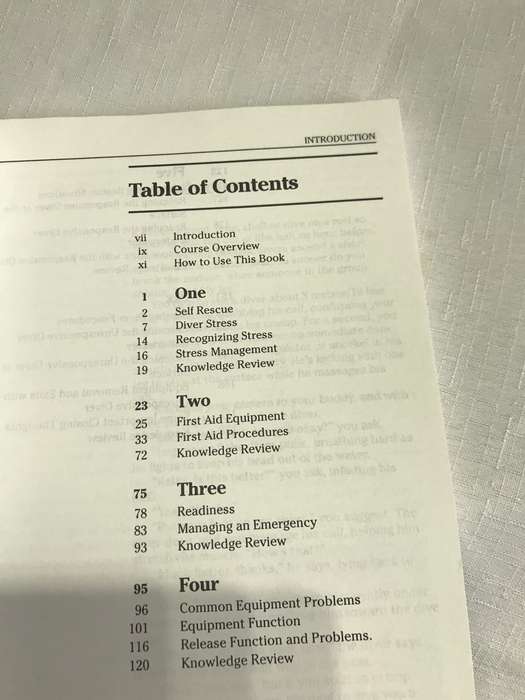 INTRODUCTION
Table of Contents
vii Introduction
ix Course Overview
xi How to Use This Book
1 One
2 Self Rescue
7 Diver Stress
14 Recognizing Stress
16 Stress Management
19 Knowledge Review
23 Two
25 First Aid Equipment
33 First Aid Procedures
72 Knowledge Review
75 Three
78 Readiness
83 Managing an Emergency
93 Knowledge Review
95 Four
96 Common Equipment Problems
101 Equipment Function
116 Release Function and Problems.
120 Knowledge Review